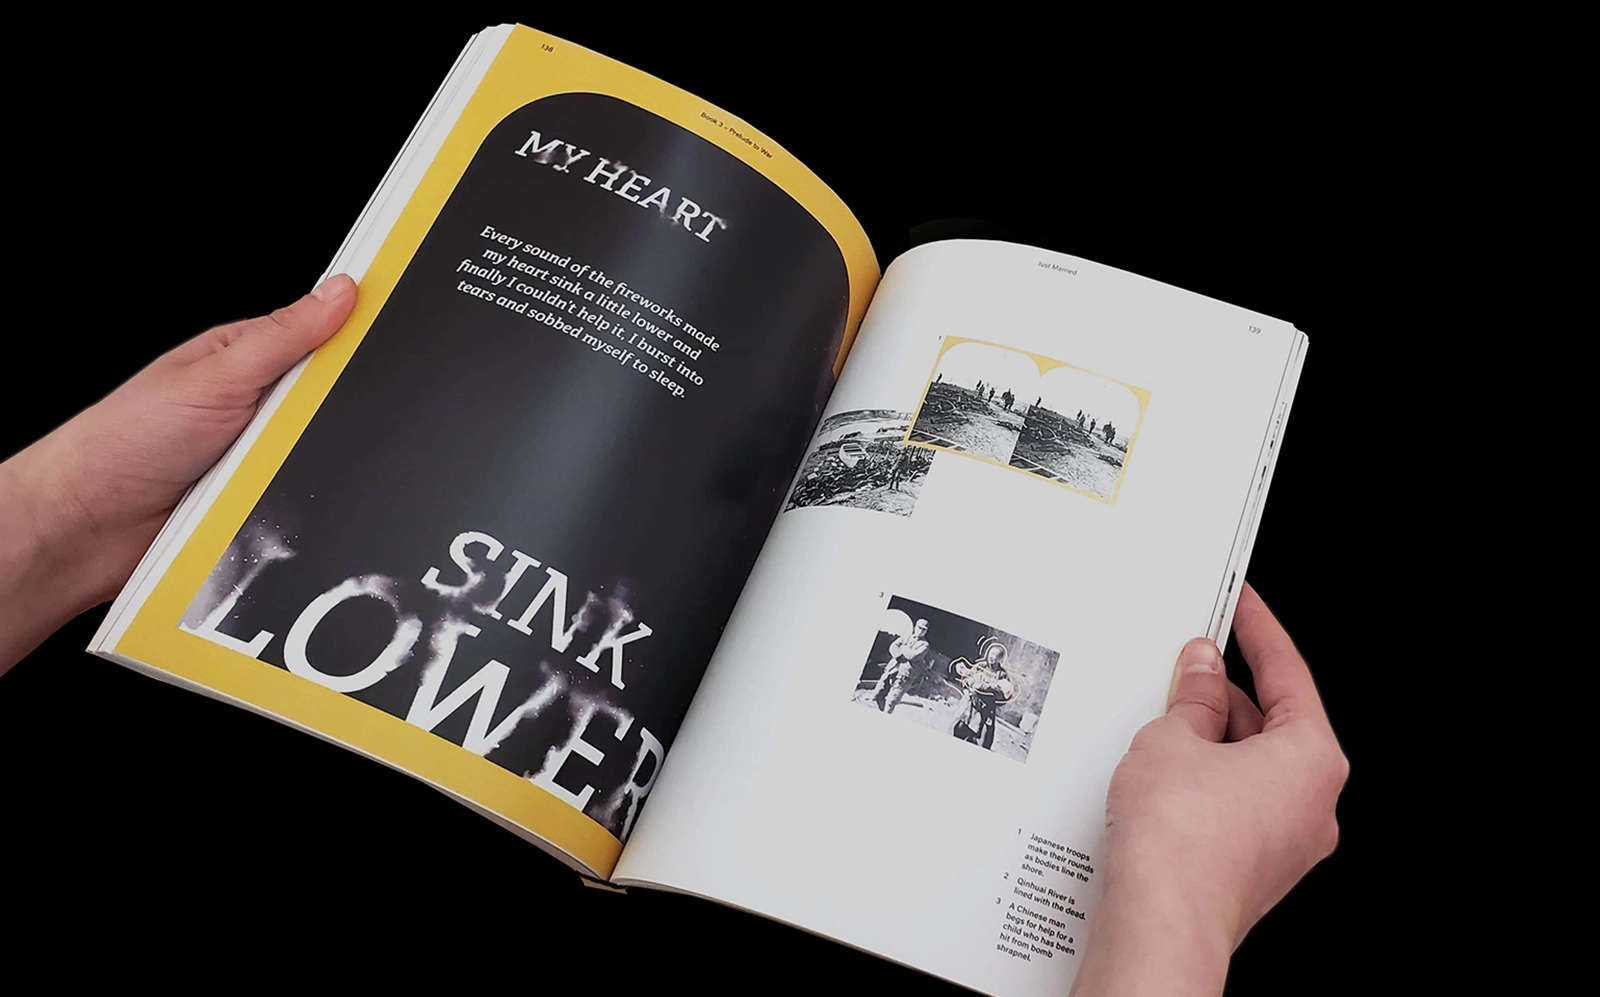 138
Book 3 – Prelude to War
MY HEART
Every sound of the fireworks made
my heart sink a little lower and
finally I couldn't help it, I burst into
tears and sobbed myself to sleep.
SINK
LOWER
Just Married
139
1
3
1 Japanese troops
make their rounds
as bodies line the
shore.
2 Qinhuai River is
lined with the dead.
3 A Chinese man
begs for help for a
child who has been
hit from bomb
shrapnel.